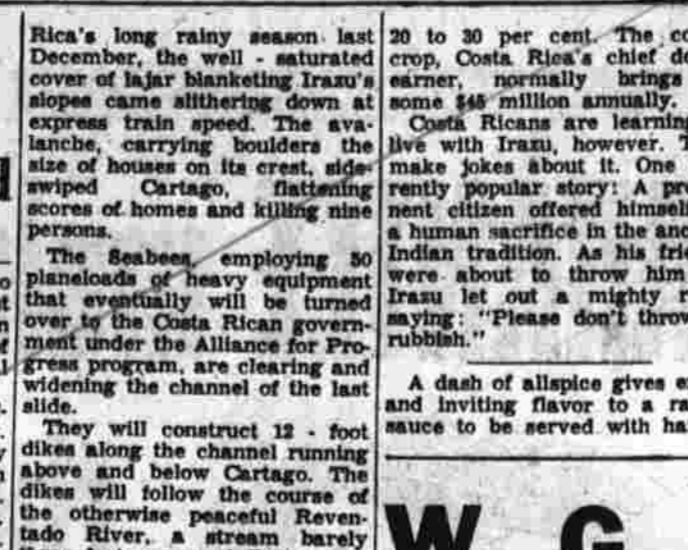 Rica's long rainy season last
December, the well - saturated
cover of lajar blanketing Irazu's
slopes came slithering down at
express train speed. The ava-
lanche, carrying boulders the
size of houses on its crest, side-
swiped Cartago, flattening
scores of homes and killing nine
persons.
The Seabees, employing 50
planeloads of heavy equipment
that eventually will be turned
over to the Costa Rican govern-
ment under the Alliance for Pro-
gress program, are clearing and
widening the channel of the last
slide.
They will construct 12 - foot
dikes along the channel running
above and below Cartago. The
dikes will follow the course of
the otherwise peaceful Reven-
tado River, a stream barely
20 to 30 per cent. The co
crop, Costa Rica's chief do
earner, normally brings
some $45 million annually.
Costa Ricans are learning
live with Irazu, however. T
make jokes about it. One
rently popular story: A pro
nent citizen offered himself
a human sacrifice in the anc
Indian tradition. As his frie
were about to throw him
Irazu let out a mighty r
saying: "Please don't throw
rubbish."
A dash of allspice gives e
and inviting flavor to a ra
sauce to be served with ha
W G